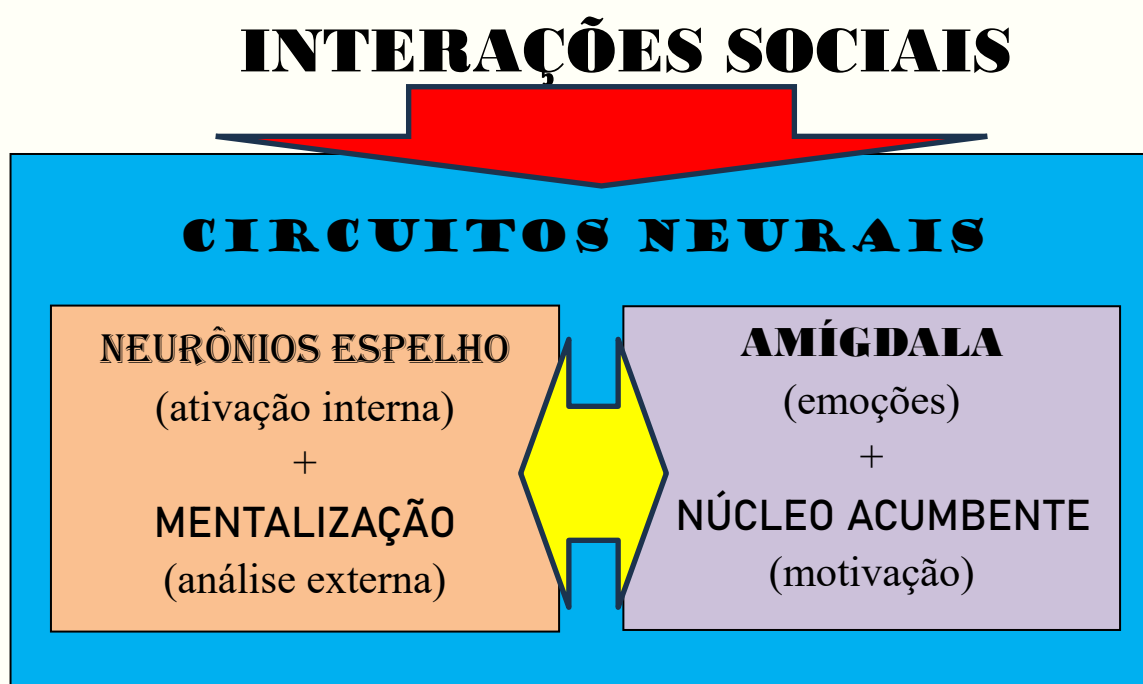 INTERAÇÕES SOCIAIS
CIRCUITOS NEURAIS
NEURÔNIOS ESPELHO
(ativação interna)
+
MENTALIZAÇÃO
(análise externa)
AMÍGDALA
(emoções)
+
NÚCLEO ACUMBENTE
(motivação)